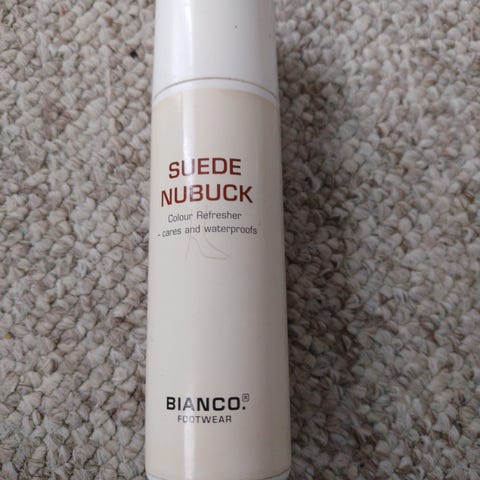 SUEDE
NUBUCK
Colour Refresher
- cares and waterproofs
BIANCO.®
FOOTWEAR